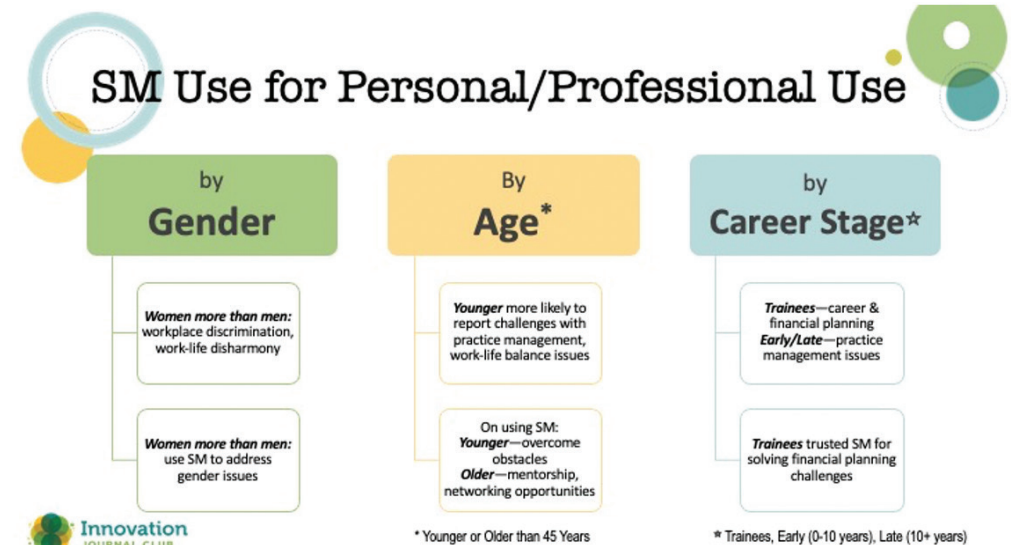 SM Use for Personal/Professional Use
by
Gender
Women more than men:
workplace discrimination,
work-life disharmony
Women more than men:
use SM to address
gender issues
By
Age*
Younger more likely to
report challenges with
practice management,
work-life balance issues
On using SM:
Younger—overcome
obstacles
Older—mentorship,
networking opportunities
by
Career Stage☆
Trainees—career &
financial planning
Early/Late—practice
management issues
Trainees trusted SM for
solving financial planning
challenges
Innovation
JOURNAL CLUB
* Younger or Older than 45 Years
☆ Trainees, Early (0-10 years), Late (10+ years)